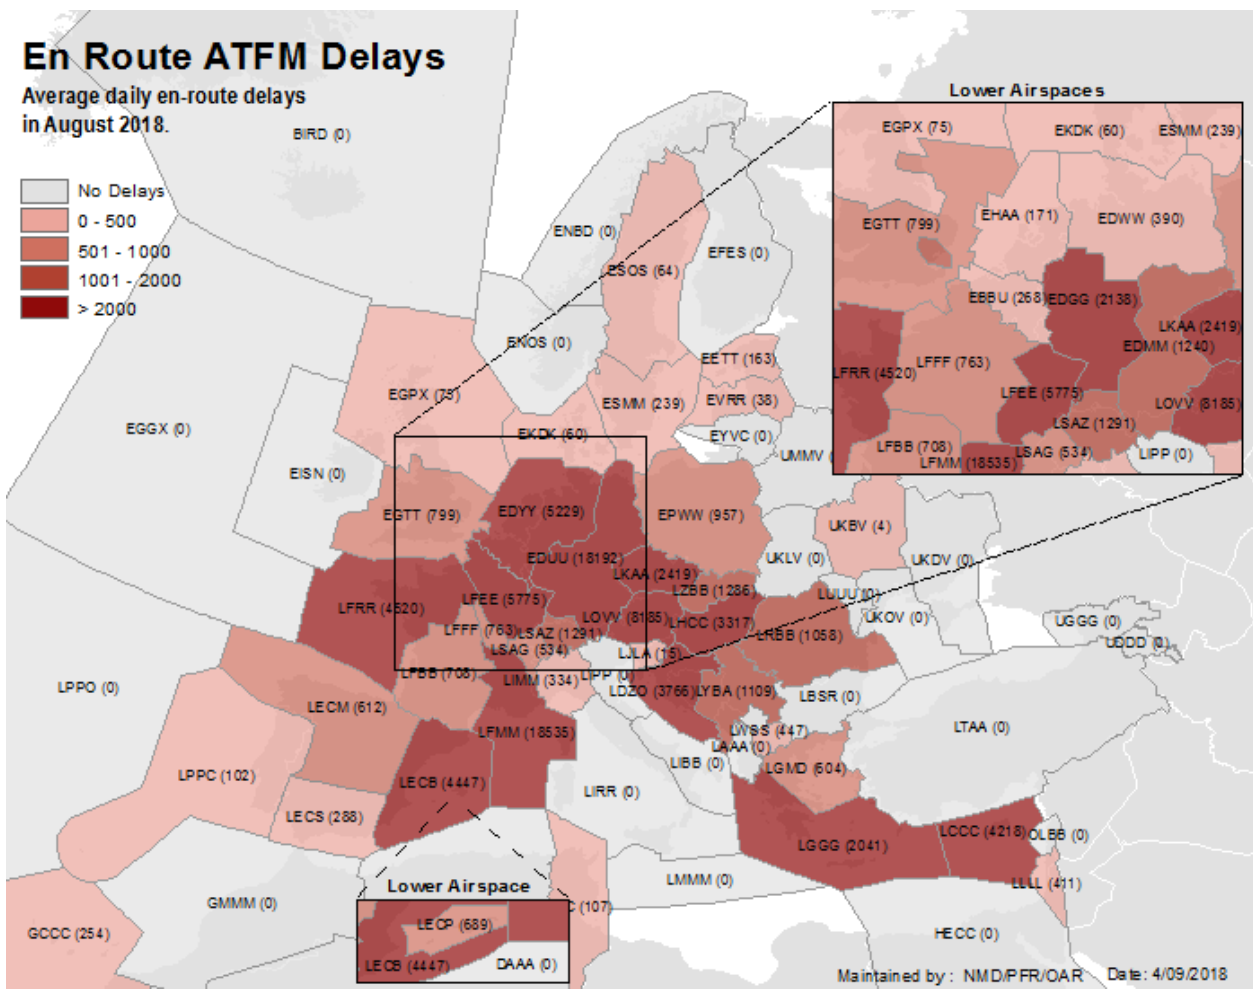 En Route ATFM Delays
Average daily en-route delays
in August 2018.
No Delays
0 - 500
501 - 1000
1001 - 2000
> 2000
BIRD (0)
ENBD (0)
EFES (0)
ESOS (64)
ENOS (0)
EETT (163)
EGPX (75)
ESMM (239)
EVRR (38)
EGGX (0)
EKDK (60)
EYVC (0)
UMMV
EISN (0)
EGTT (799)
EDYY (5229)
EPWW (957)
UKBV (4)
EDUU (18192)
UKLV (0)
UKDV (0)
LKAA (2419)
LZBB (1286)
LFRR (4520)
LFEE (5775)
LUUU (0)
LOVV (8185)
LHCC (3317)
UKOV (0)
UGGG (0)
LFFF (763)
LSAZ (1291)
LRBB (1058)
UDDD (0)
LSAG (534)
LJLA (15)
LFBB (708)
LIMM (334)
LIPP (0)
LPPO (0)
LDZO (3766)
LYBA (1109)
LBSR (0)
LECM (612)
LTAA (0)
LFMM (18535)
LWSS (447)
LAAA (0)
LIBB (0)
LPPC (102)
LECB (4447)
LGMD (604)
LIRR (0)
LECS (288)
LCCC (4218)
OLBB (0)
LGGG (2041)
LMMM (0)
LLLL (411)
GMMM (0)
C (107)
GCCC (254)
HECC (0)
Lower Airspaces
EGPX (75)
EKDK (60)
ESMM (239)
EHAA (171)
EDWW (390)
EGTT (799)
EBBU (268)
EDGG (2138)
LKAA (2419)
EDMM (1240)
LFRR (4520)
LFFF (763)
LFEE (5775)
LOVV (8185)
LSAZ (1291)
LFBB (708)
LSAG (534)
LIPP (0)
LFMM (18535)
Lower Airspace
LECP (689)
LECB (4447)
DAAA (0)
Maintained by : NMD/PFR/OAR Date: 4/09/2018